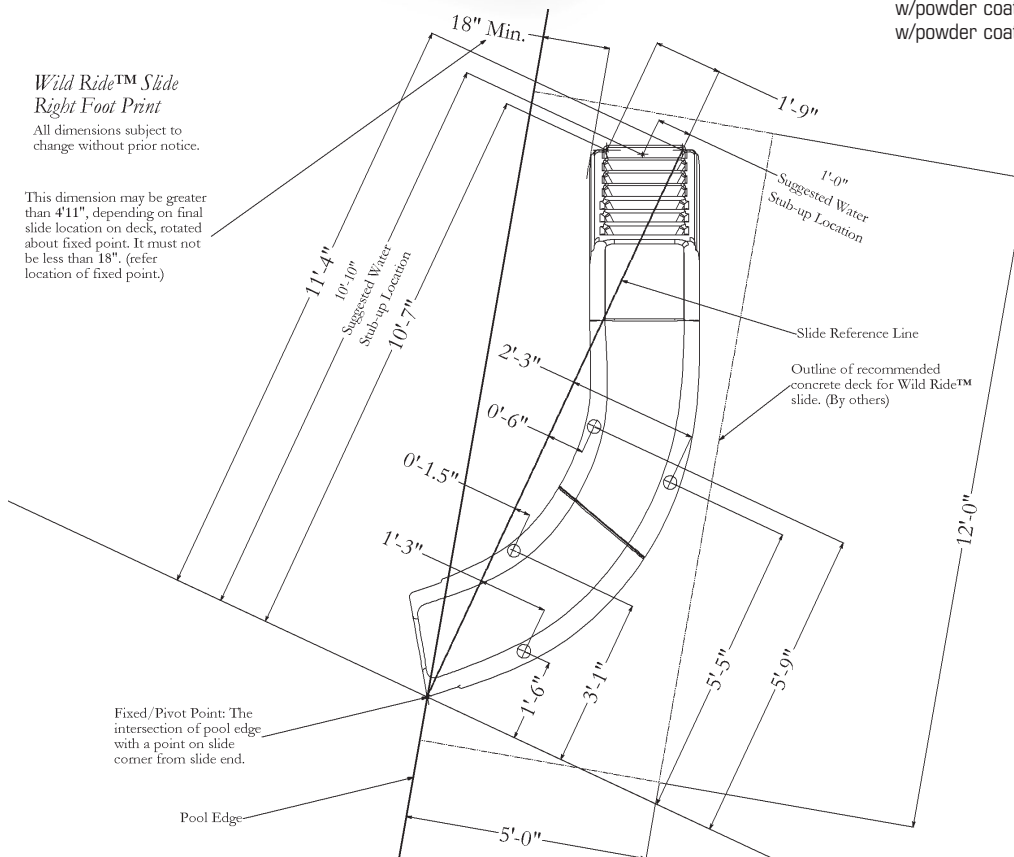 w/powder coa
w/powder coa
18" Min.
Wild Ride™ Slide
Right Foot Print
All dimensions subject to
change without prior notice.
1'-9"
This dimension may be greater
than 4'11", depending on final
slide location on deck, rotated
about fixed point. It must not
be less than 18". (refer
location of fixed point.)
1'-0"
Suggested Water
Stub-up Location
11'-4"
10'-10"
Suggested Water
Stub-up Location
10'-7"
Slide Reference Line
2'-3"
Outline of recommended
concrete deck for Wild Ride™
slide. (By others)
0'-6"
0'-1.5"
12'-0"
1'-3"
1'-6"
3'-1"
5'-5"
5'-9"
Fixed/Pivot Point: The
intersection of pool edge
with a point on slide
corner from slide end.
Pool Edge
5'-0"